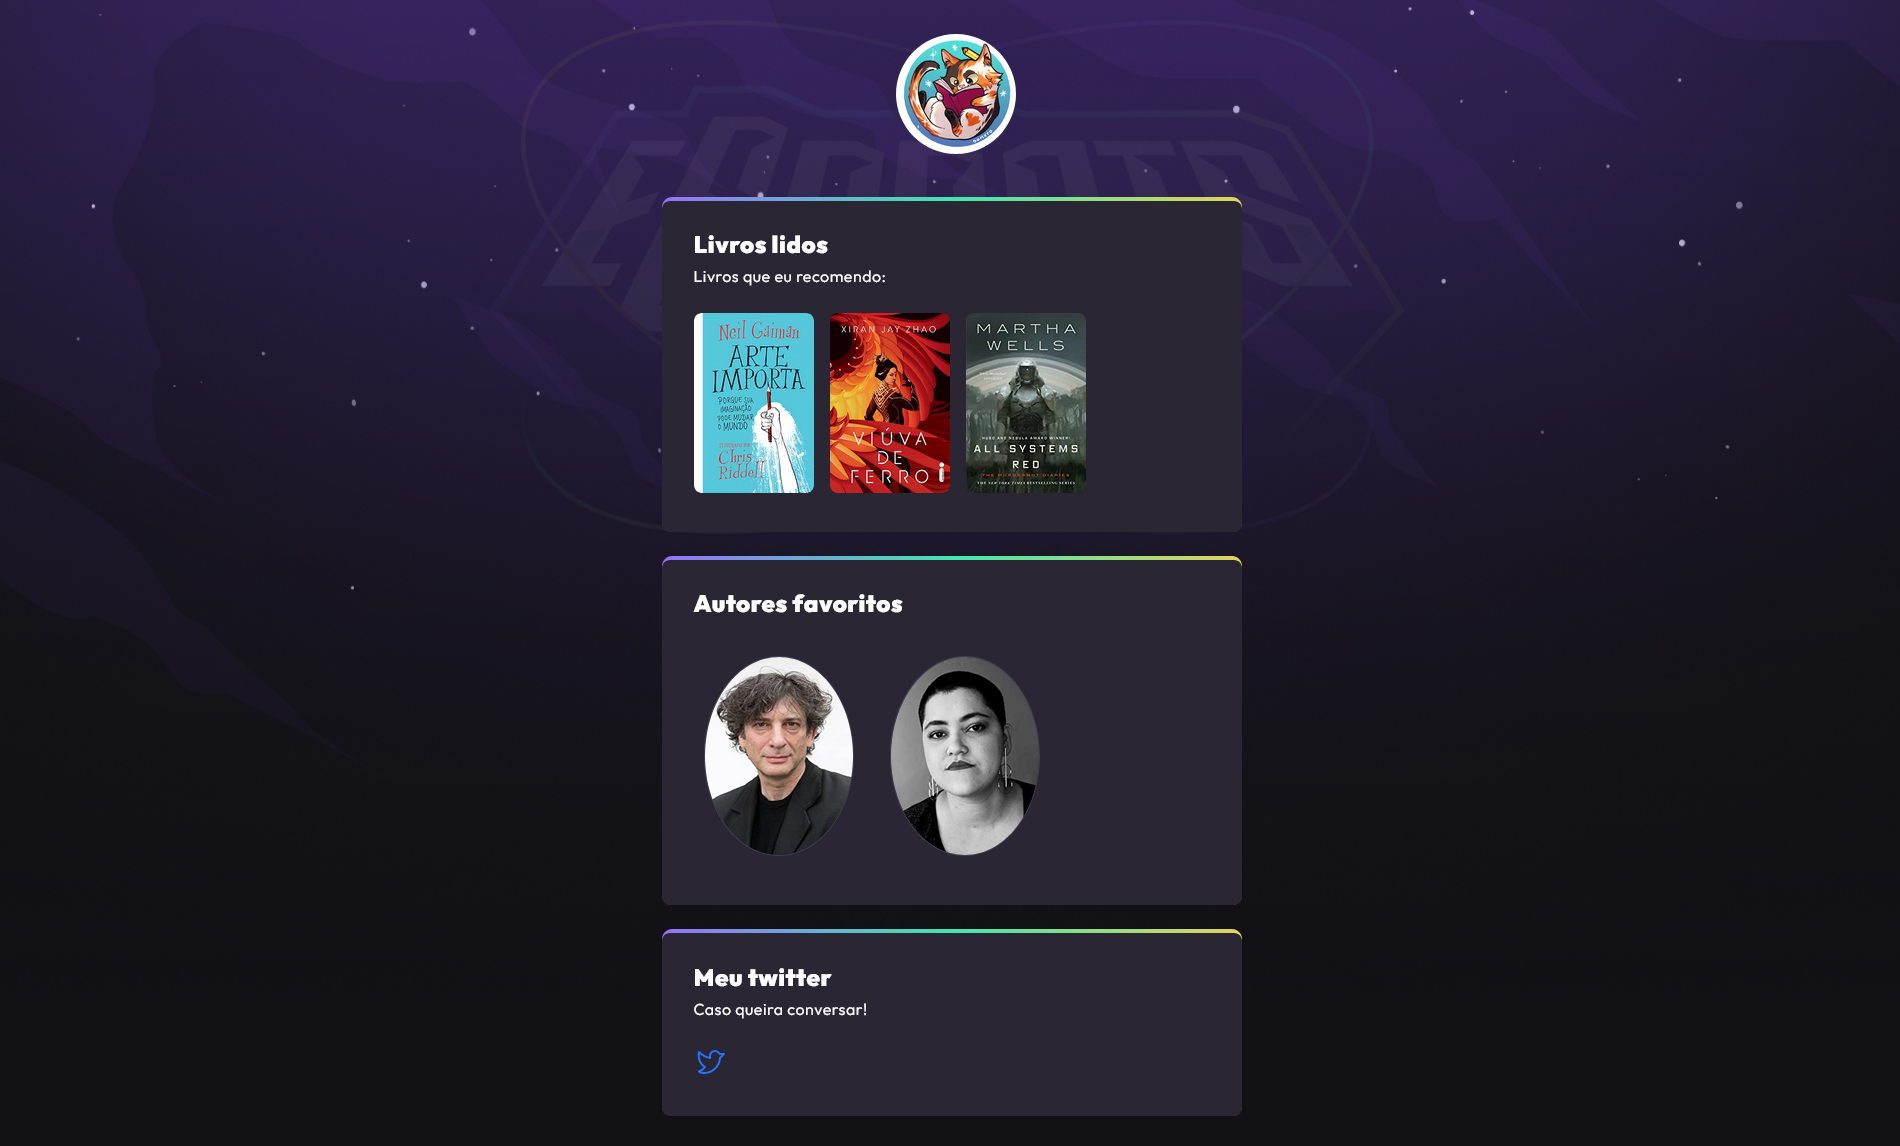 ESPORTS
Livros lidos
Livros que eu recomendo:
Neil Gaiman
ARTE
IMPORTA
PORQUE SUA
IMAGINAÇÃO
PODE MUDAR
O MUNDO
Chris
Riddell
XIRAN JAY ZHAO
VIÚVA
DE
FERRO
i
MARTHA
WELLS
HUGO AND NEBULA AWARD WINNER!
ALL SYSTEMS
RED
THE MURDERBOT DIARIES
THE NEW YORK TIMES BESTSELLING SERIES
Autores favoritos
Meu twitter
Caso queira conversar!